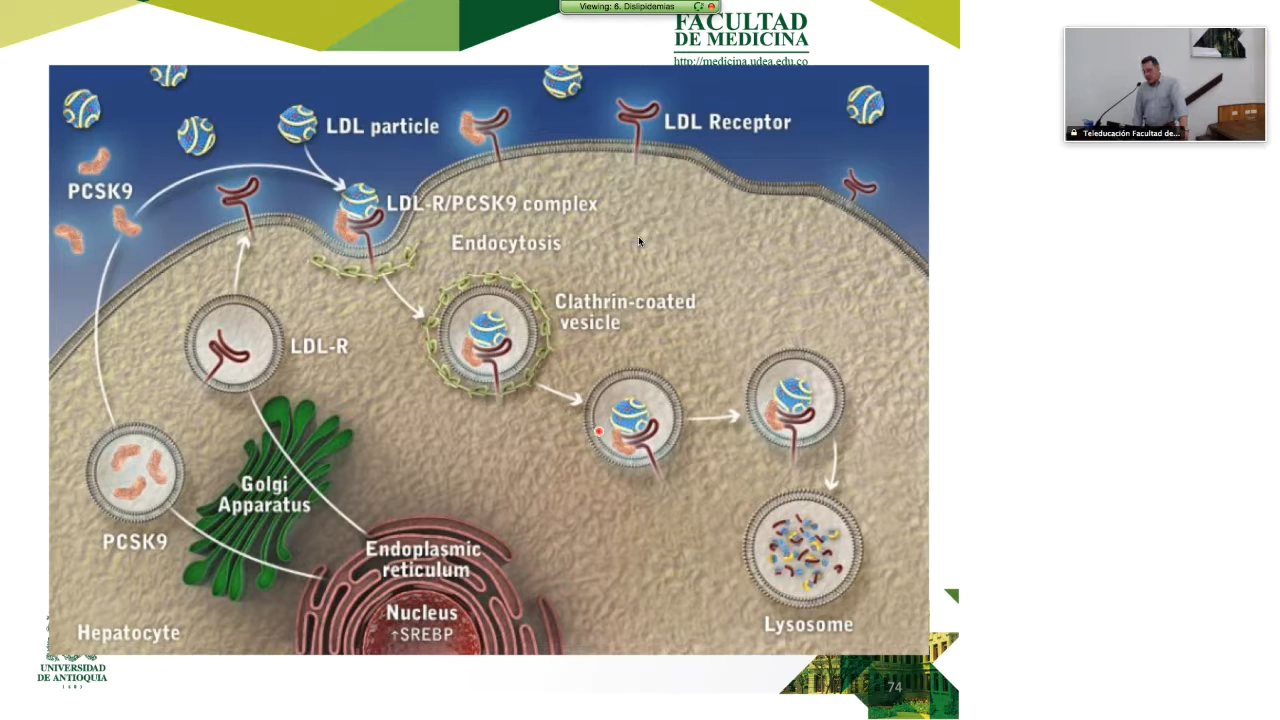 Viewing: 6. Dislipidemias
FACULTAD
DE MEDICINA
http://medicina.udea.edu.co
Teleducación Facultad de...
LDL particle
LDL Receptor
PCSK9
LDL-R/PCSK9 complex
Endocytosis
Clathrin-coated
vesicle
LDL-R
Golgi
Apparatus
PCSK9
Endoplasmic
reticulum
Nucleus
↑SREBP
Hepatocyte
Lysosome
UNIVERSIDAD
DE ANTIOQUIA
1803
74